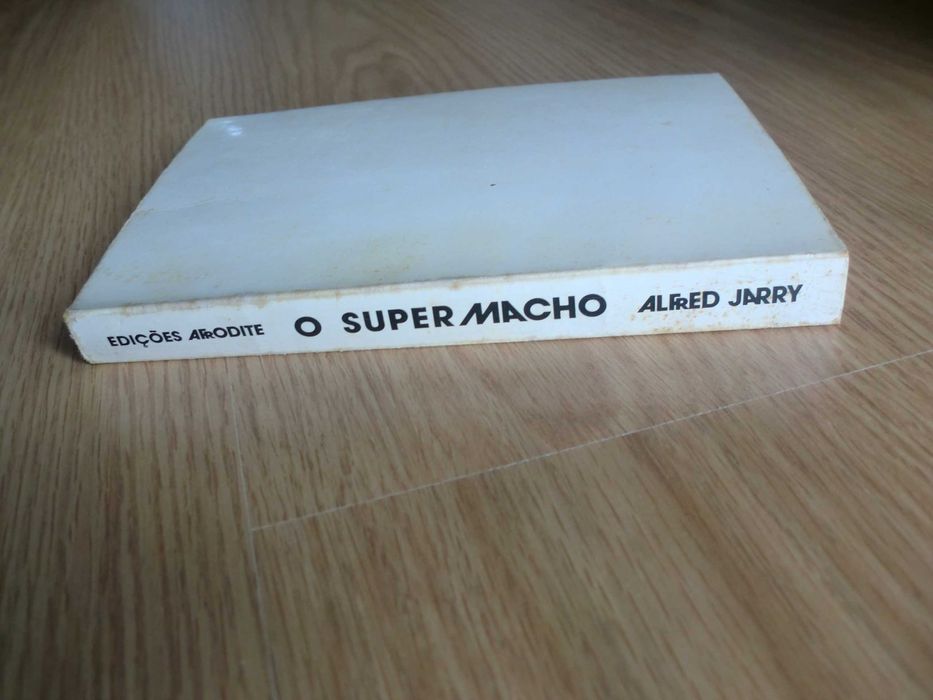 EDIÇÕES AFRODITE O SUPERMACHO ALFRED JARRY